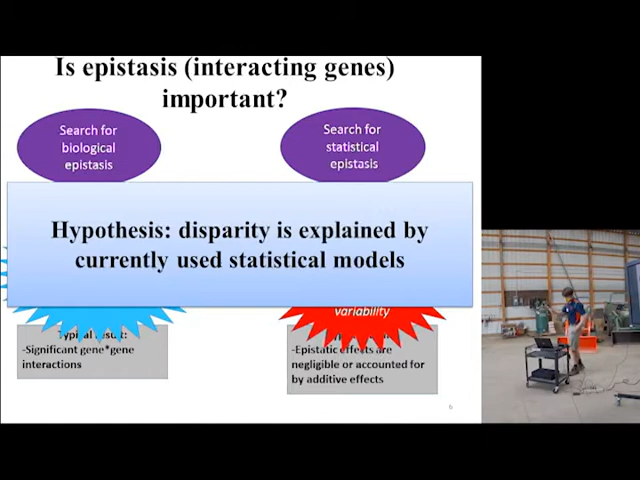 Is epistasis (interacting genes)
important?
Search for
biological
epistasis
Search for
statistical
epistasis
Hypothesis: disparity is explained by
currently used statistical models
variability
Typical result:
-Significant gene*gene
interactions
-Epistatic effects are
negligible or accounted for
by additive effects
6